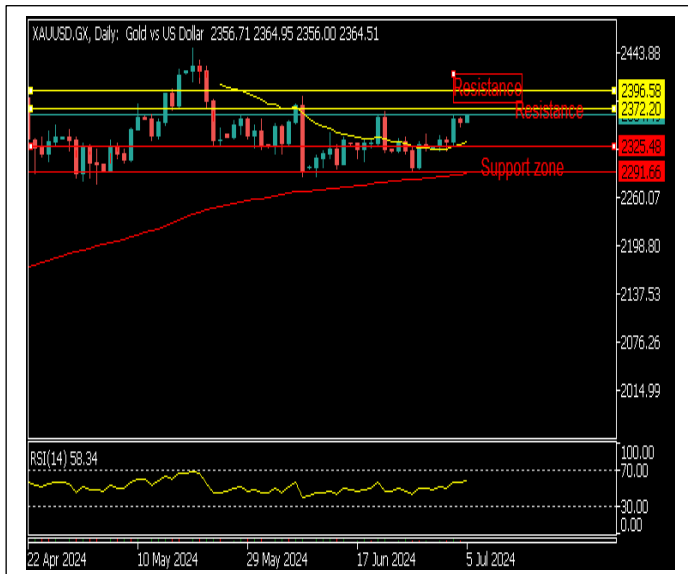 XAUUSD.GX, Daily: Gold vs US Dollar 2356.71 2364.95 2356.00 2364.51
2443.88
Resistance
2396.58
Resistance
2372.20
2325.48
Support zone
2291.66
2260.07
2198.80
2137.53
2076.26
2014.99
RSI(14) 58.34
100.00
70.00
30.00
0.00
22 Apr 2024
10 May 2024
29 May 2024
17 Jun 2024
5 Jul 2024